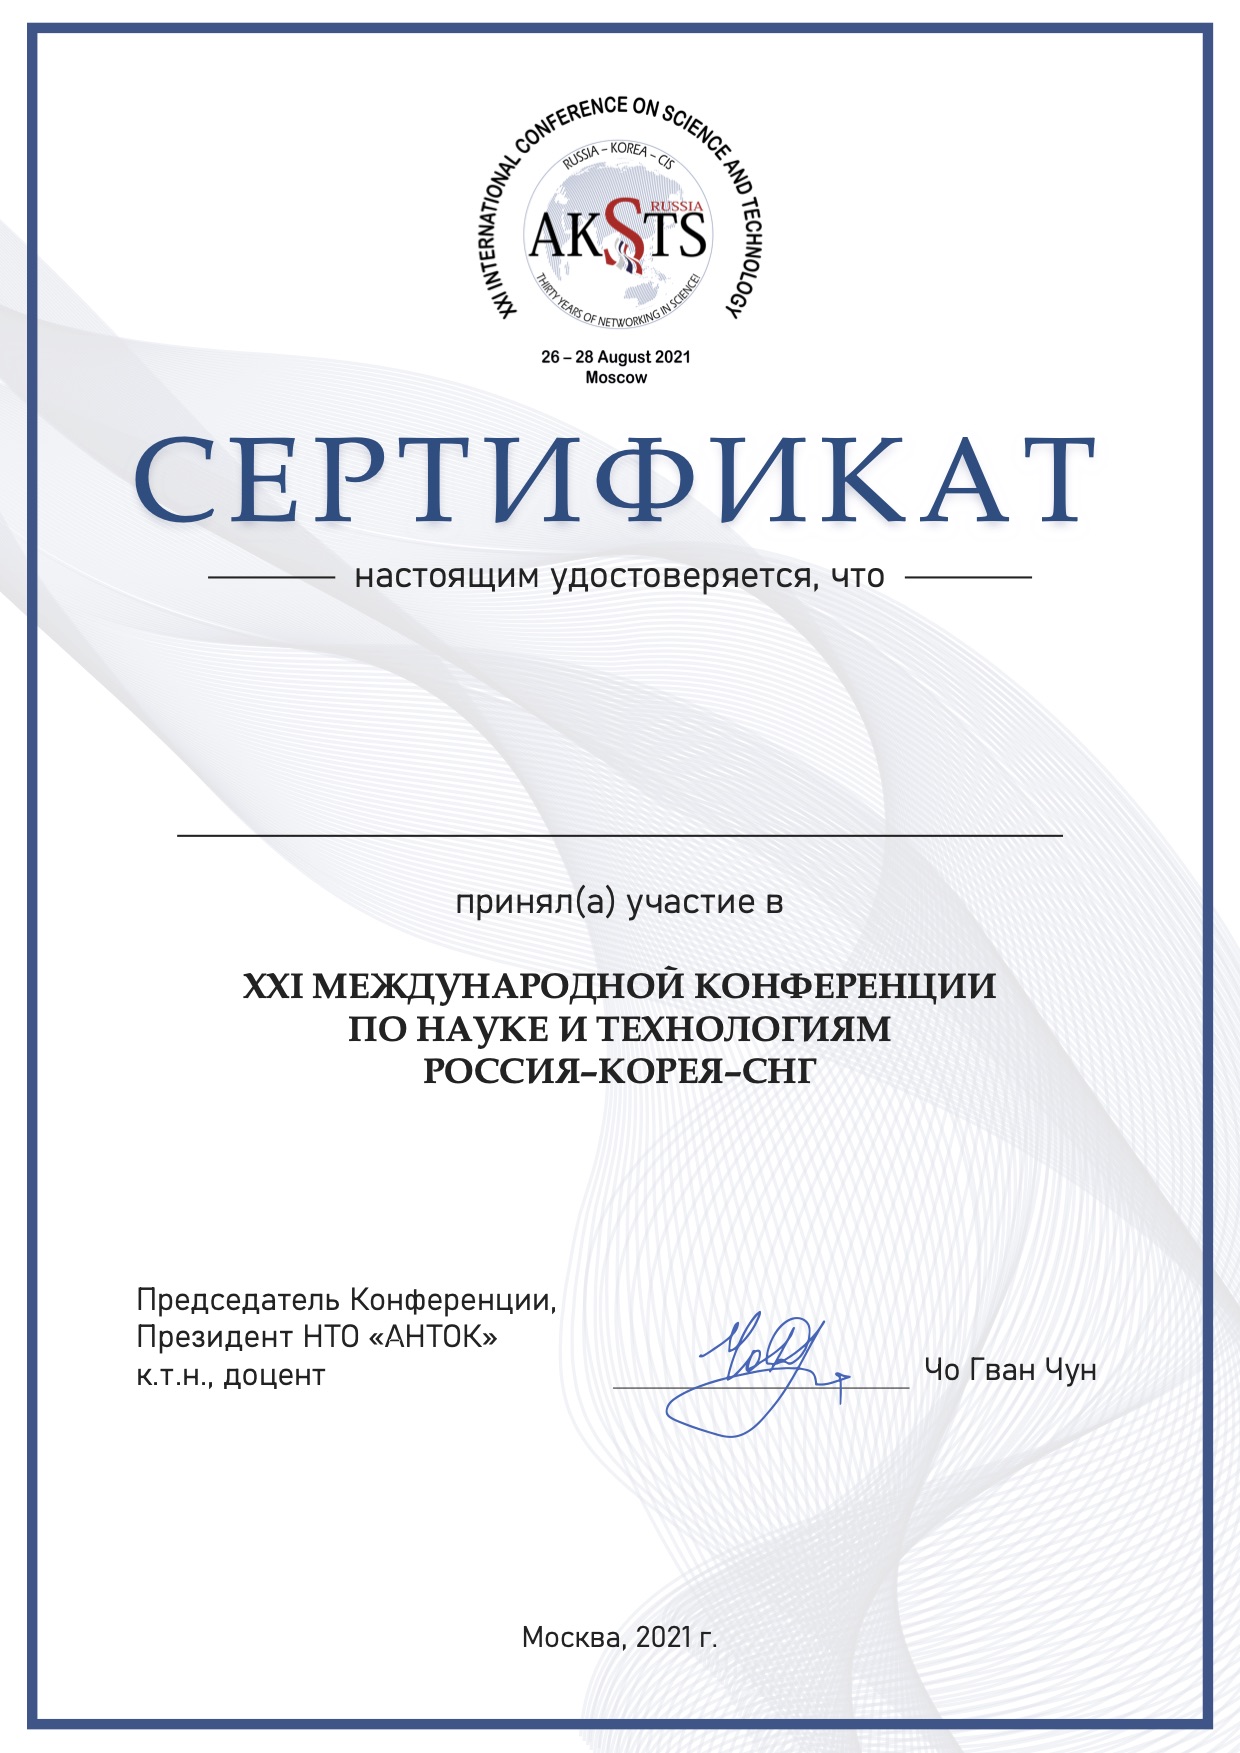 XXI INTERNATIONAL CONFERENCE ON SCIENCE AND TECHNOLOGY
RUSSIA – KOREA – CIS
RUSSIA
AKSTS
THIRTY YEARS OF NETWORKING IN SCIENCE!
26 – 28 August 2021
Moscow
СЕРТИФИКАТ
настоящим удостоверяется, что
принял(а) участие в
XXI МЕЖДУНАРОДНОЙ КОНФЕРЕНЦИИ
ПО НАУКЕ И ТЕХНОЛОГИЯМ
РОССИЯ–КОРЕЯ–СНГ
Председатель Конференции,
Президент НТО «АНТОК»
к.т.н., доцент
Чо Гван Чун
Москва, 2021 г.